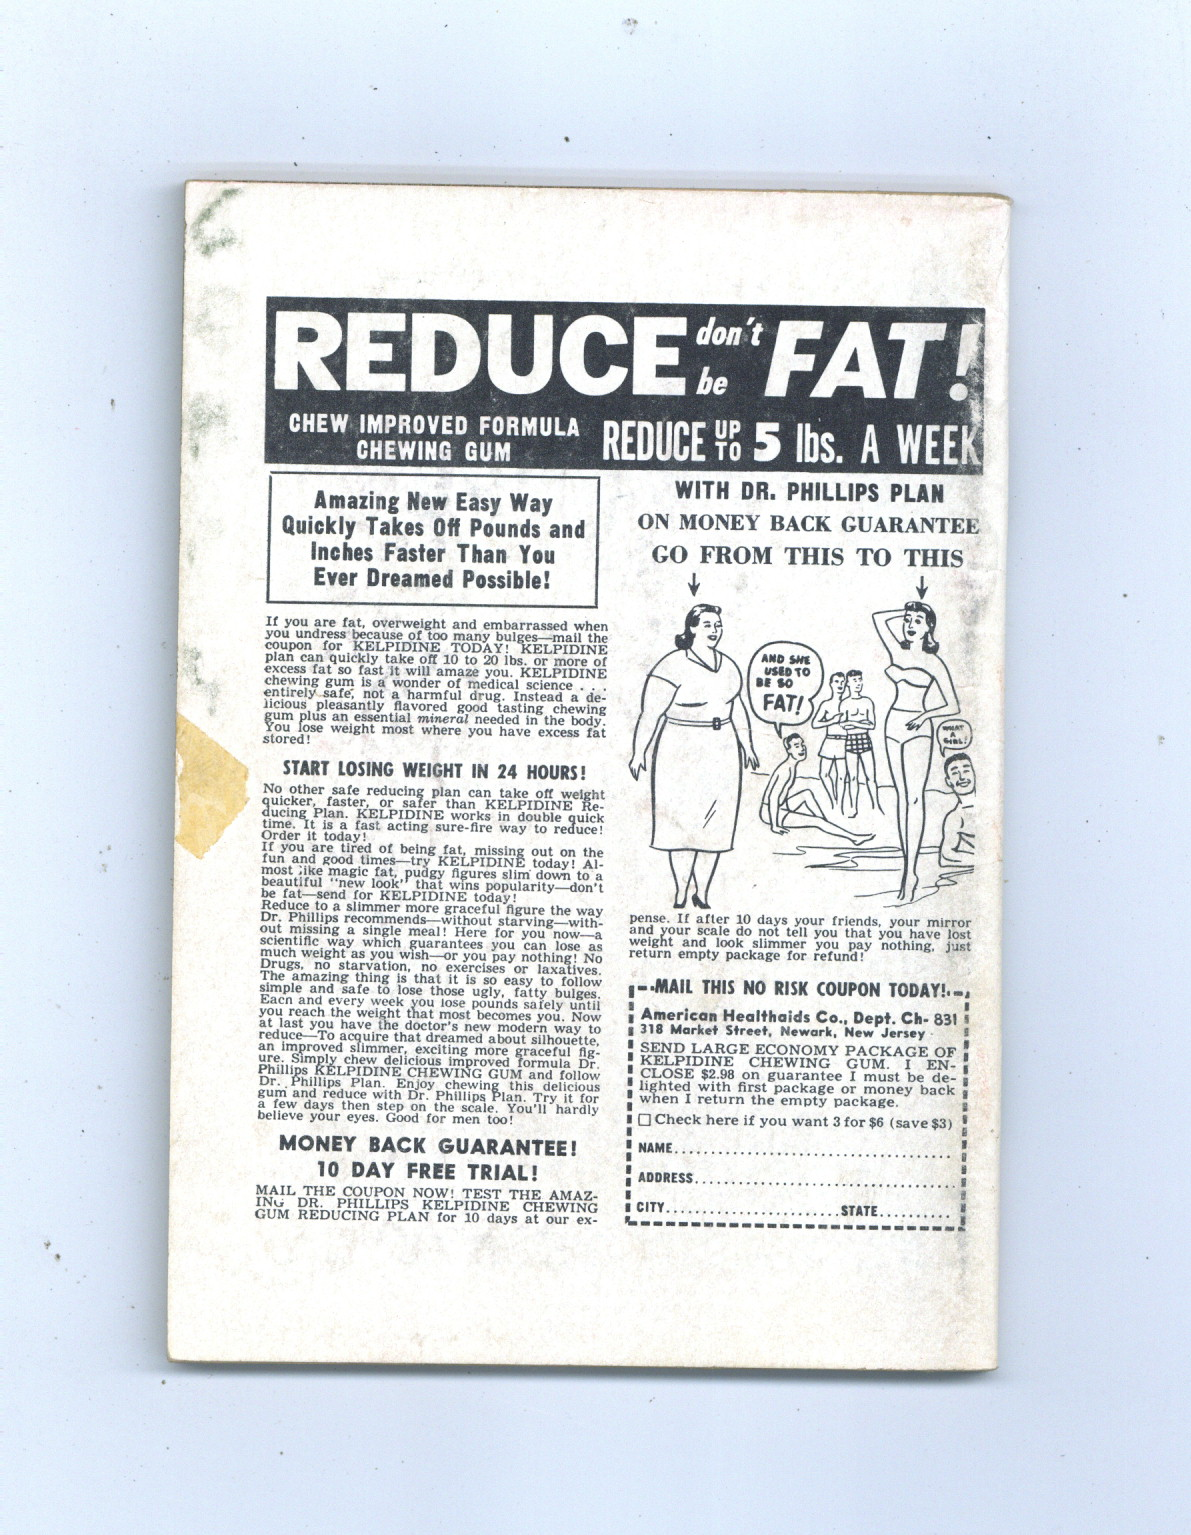 REDUCE don't be FAT!
CHEW IMPROVED FORMULA
CHEWING GUM
REDUCE UP TO 5 lbs. A WEEK
Amazing New Easy Way
Quickly Takes Off Pounds and
Inches Faster Than You
Ever Dreamed Possible!
If you are fat, overweight and embarrassed when
you undress because of too many bulges—mail the
coupon for KELPIDINE TODAY! KELPIDINE
plan can quickly take off 10 to 20 lbs. or more of
excess fat so fast it will amaze you. KELPIDINE
chewing gum is a wonder of medical science . . .
entirely safe, not a harmful drug. Instead a de-
licious pleasantly flavored good tasting chewing
gum plus an essential mineral needed in the body.
You lose weight most where you have excess fat
stored!
START LOSING WEIGHT IN 24 HOURS!
No other safe reducing plan can take off weight
quicker, faster, or safer than KELPIDINE Re-
ducing Plan. KELPIDINE works in double quick
time. It is a fast acting sure-fire way to reduce!
Order it today!
If you are tired of being fat, missing out on the
fun and good times—try KELPIDINE today! Al-
most like magic fat, pudgy figures slim down to a
beautiful "new look" that wins popularity—don't
be fat—send for KELPIDINE today!
Reduce to a slimmer more graceful figure the way
Dr. Phillips recommends—without starving—with-
out missing a single meal! Here for you now—a
scientific way which guarantees you can lose as
much weight as you wish—or you pay nothing! No
Drugs, no starvation, no exercises or laxatives.
The amazing thing is that it is so easy to follow
simple and safe to lose those ugly, fatty bulges.
Each and every week you lose pounds safely until
you reach the weight that most becomes you. Now
at last you have the doctor's new modern way to
reduce—To acquire that dreamed about silhouette,
an improved slimmer, exciting more graceful fig-
ure. Simply chew delicious improved formula Dr.
Phillips KELPIDINE CHEWING GUM and follow
Dr. Phillips Plan. Enjoy chewing this delicious
gum and reduce with Dr. Phillips Plan. Try it for
a few days then step on the scale. You'll hardly
believe your eyes. Good for men too!
MONEY BACK GUARANTEE!
10 DAY FREE TRIAL!
MAIL THE COUPON NOW! TEST THE AMAZ-
ING DR. PHILLIPS KELPIDINE CHEWING
GUM REDUCING PLAN for 10 days at our ex-
WITH DR. PHILLIPS PLAN
ON MONEY BACK GUARANTEE
GO FROM THIS TO THIS
AND SHE
USED TO
BE SO
FAT!
WHAT
A
GIRL!
pense. If after 10 days your friends, your mirror
and your scale do not tell you that you have lost
weight and look slimmer you pay nothing, just
return empty package for refund!
MAIL THIS NO RISK COUPON TODAY!
American Healthaids Co., Dept. Ch- 831
318 Market Street, Newark, New Jersey
SEND LARGE ECONOMY PACKAGE OF
KELPIDINE CHEWING GUM. I EN-
CLOSE $2.98 on guarantee I must be de-
lighted with first package or money back
when I return the empty package.
☐ Check here if you want 3 for $6 (save $3)
NAME
ADDRESS
CITY STATE